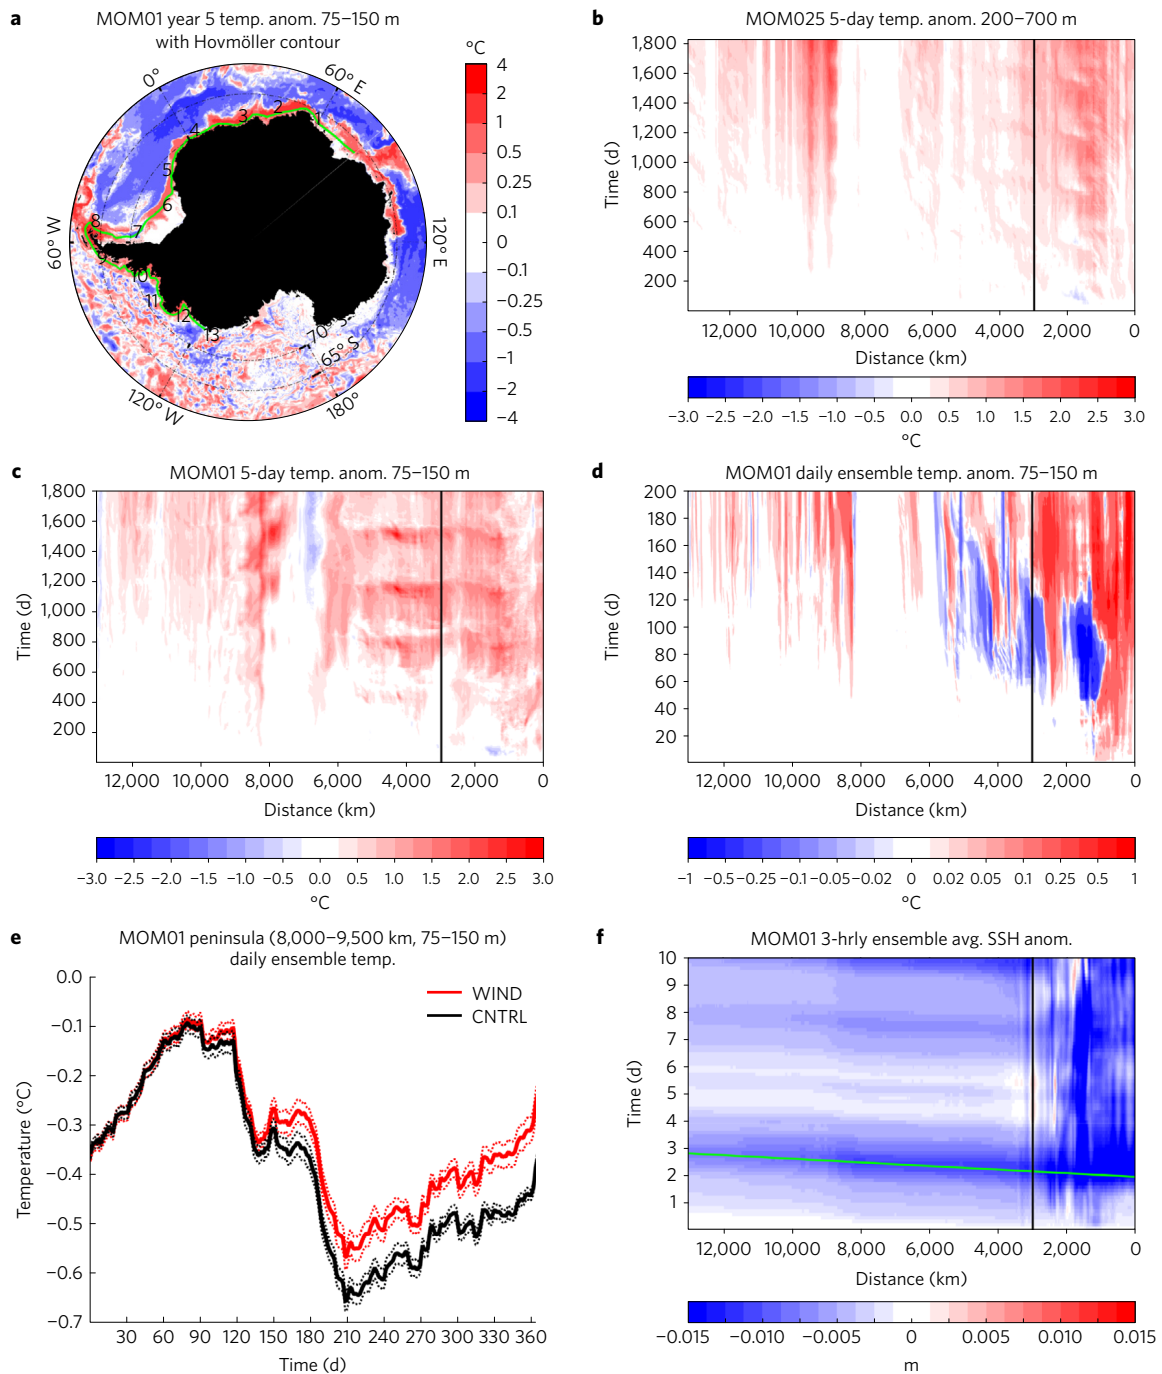 a
MOM01 year 5 temp. anom. 75–150 m
with Hovmöller contour
0°
60° E
120° E
180°
120° W
60° W
70° S
65° S
1
2
3
4
5
6
7
8
9
10
11
12
13
°C
4
2
1
0.5
0.25
0.1
0
−0.1
−0.25
−0.5
−1
−2
−4
b
MOM025 5-day temp. anom. 200–700 m
Time (d)
1,800
1,600
1,400
1,200
1,000
800
600
400
200
12,000 10,000 8,000 6,000 4,000 2,000 0
Distance (km)
−3.0 −2.5 −2.0 −1.5 −1.0 −0.5 0.0 0.5 1.0 1.5 2.0 2.5 3.0
°C
c
MOM01 5-day temp. anom. 75–150 m
Time (d)
1,800
1,600
1,400
1,200
1,000
800
600
400
200
12,000 10,000 8,000 6,000 4,000 2,000 0
Distance (km)
−3.0 −2.5 −2.0 −1.5 −1.0 −0.5 0.0 0.5 1.0 1.5 2.0 2.5 3.0
°C
d
MOM01 daily ensemble temp. anom. 75–150 m
Time (d)
200
180
160
140
120
100
80
60
40
20
12,000 10,000 8,000 6,000 4,000 2,000 0
Distance (km)
−1 −0.5 −0.25 −0.1 −0.05 −0.02 0 0.02 0.05 0.1 0.25 0.5 1
°C
e
MOM01 peninsula (8,000–9,500 km, 75–150 m)
daily ensemble temp.
Temperature (°C)
0.0
−0.1
−0.2
−0.3
−0.4
−0.5
−0.6
−0.7
WIND
CNTRL
30 60 90 120 150 180 210 240 270 300 330 360
Time (d)
f
MOM01 3-hrly ensemble avg. SSH anom.
Time (d)
10
9
8
7
6
5
4
3
2
1
12,000 10,000 8,000 6,000 4,000 2,000 0
Distance (km)
−0.015 −0.010 −0.005 0 0.005 0.010 0.015
m